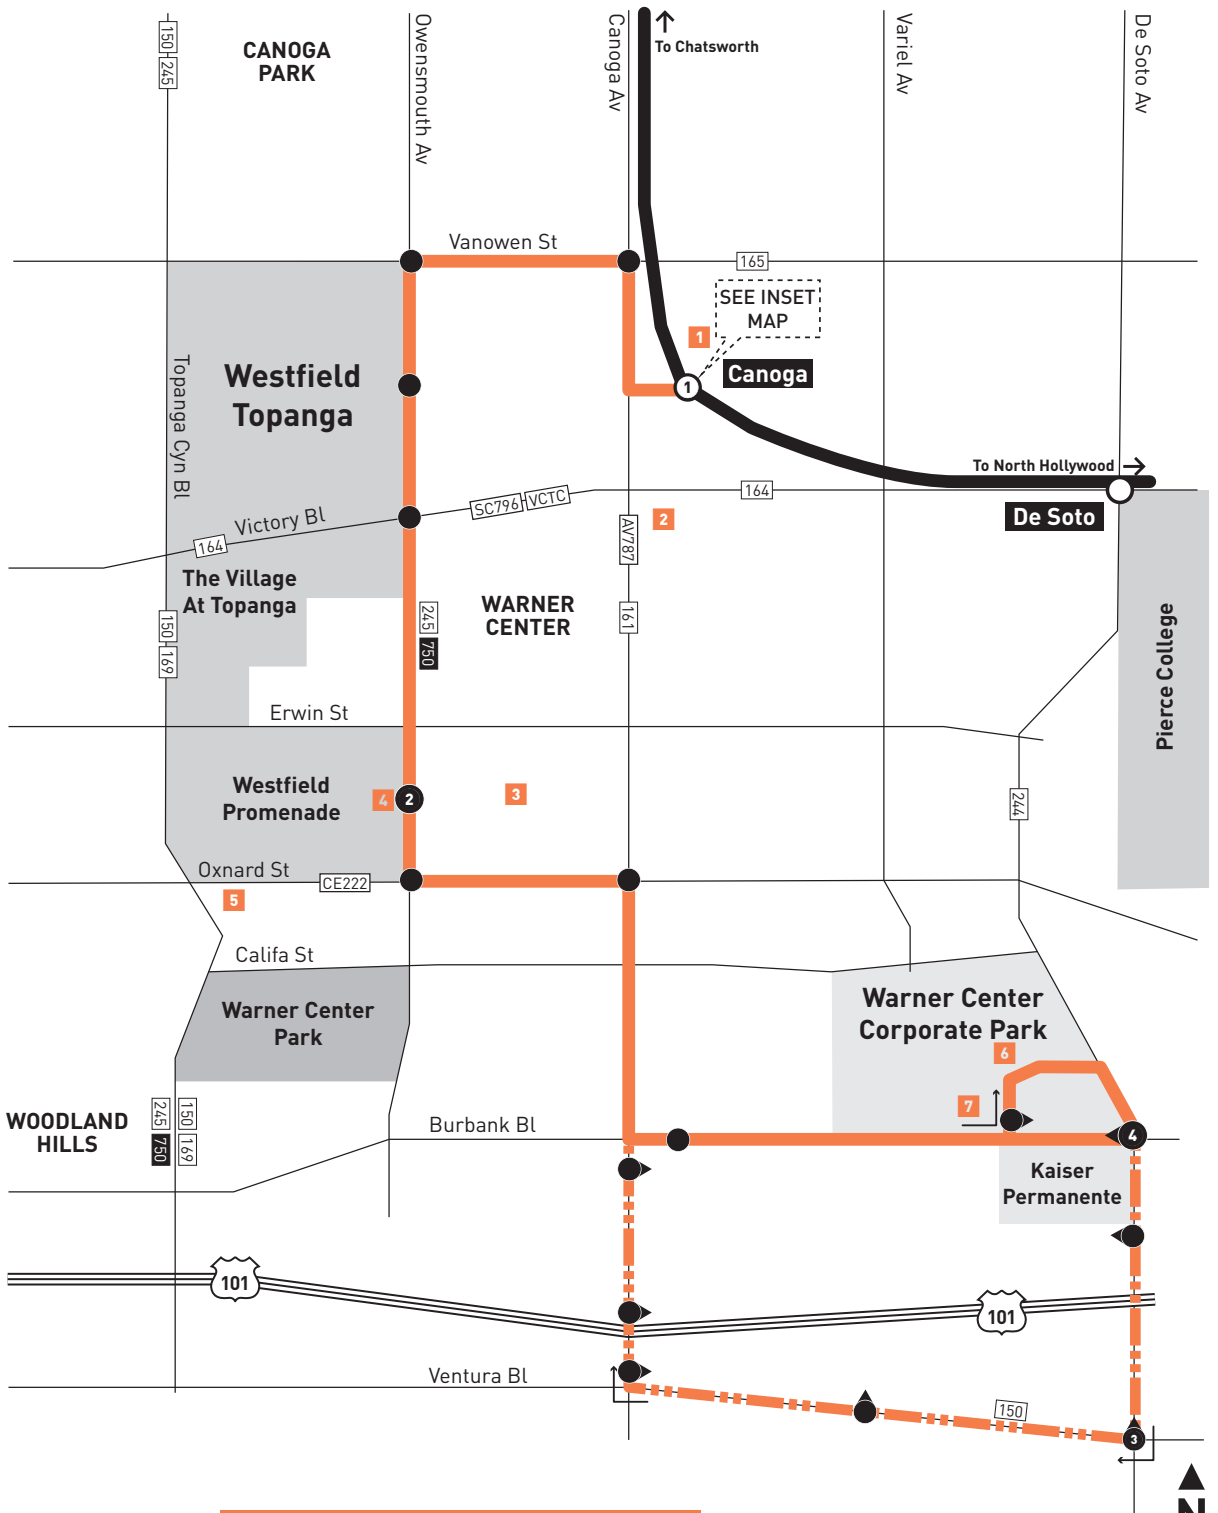 Owensmouth Av
Canoga Av
Variel Av
De Soto Av
150
245
CANOGA
PARK
To Chatsworth
Vanowen St
165
SEE INSET
MAP
1
Canoga
1
Topanga Cyn Bl
Westfield
Topanga
To North Hollywood
De Soto
Victory Bl
164
SC796
VCTC
164
AV787
2
The Village
At Topanga
WARNER
CENTER
245
750
161
150
169
Pierce College
Erwin St
Westfield
Promenade
4
2
3
244
Oxnard St
CE222
5
Califa St
Warner Center
Park
Warner Center
Corporate Park
6
7
WOODLAND
HILLS
245
750
150
169
Burbank Bl
4
Kaiser
Permanente
101
101
Ventura Bl
150
3
N